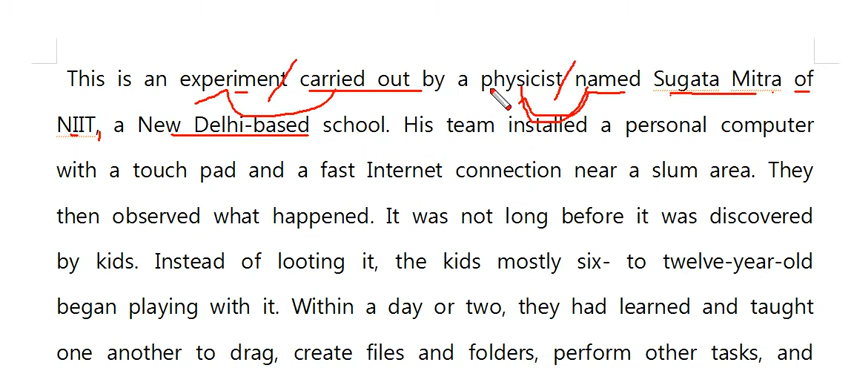 This is an experiment carried out by a physicist named Sugata Mitra of
NIIT, a New Delhi-based school. His team installed a personal computer
with a touch pad and a fast Internet connection near a slum area. They
then observed what happened. It was not long before it was discovered
by kids. Instead of looting it, the kids mostly six- to twelve-year-old
began playing with it. Within a day or two, they had learned and taught
one another to drag, create files and folders, perform other tasks, and